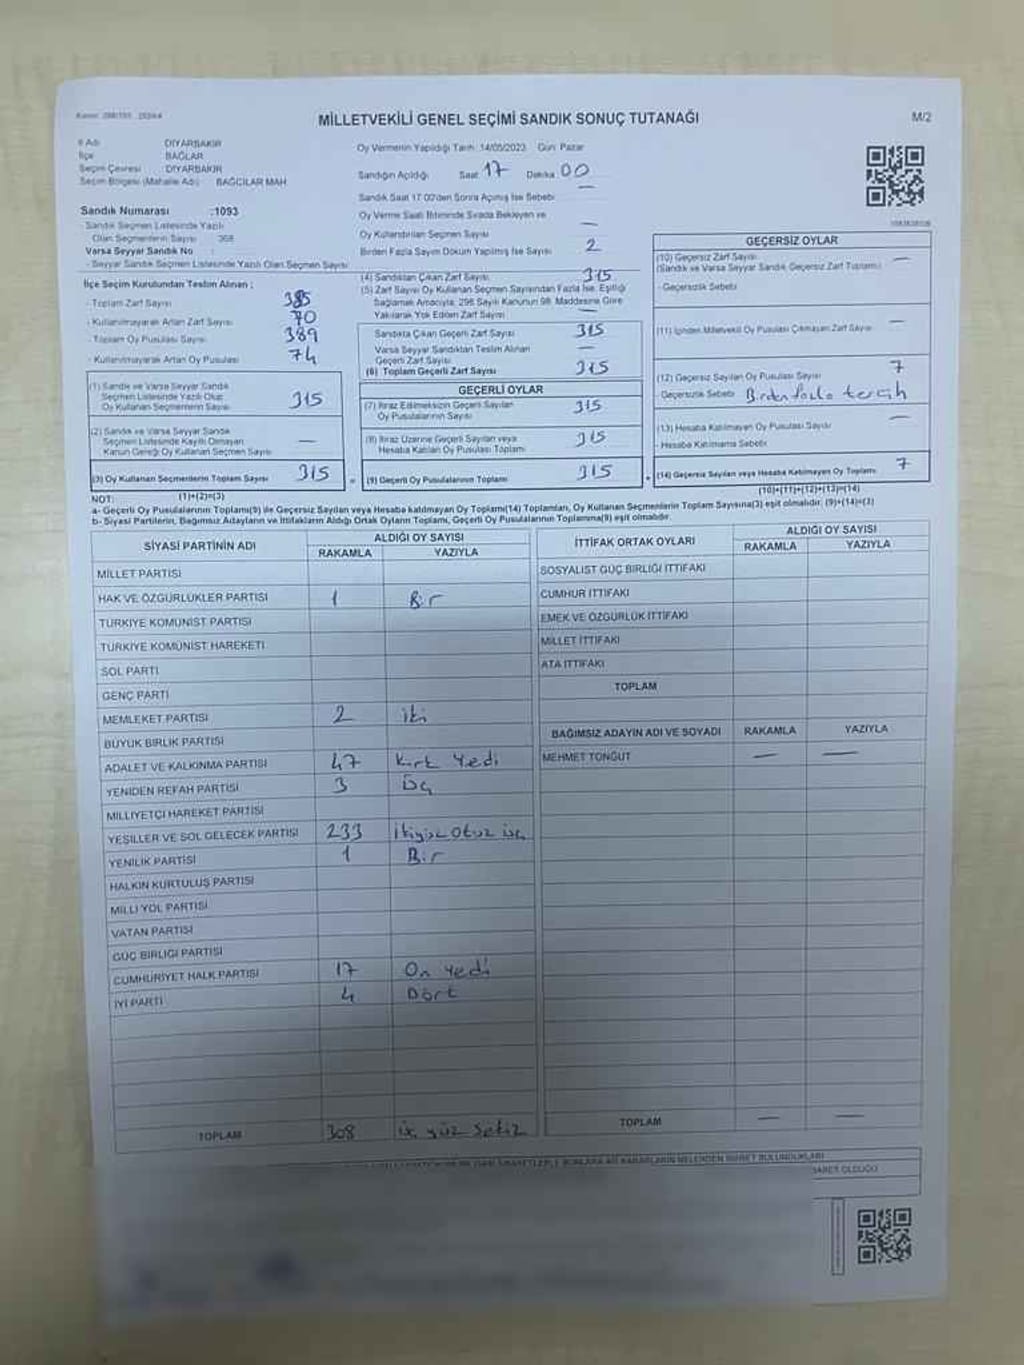 MİLLETVEKİLİ GENEL SEÇİMİ SANDIK SONUÇ TUTANAĞI
M/2
İl Adı DİYARBAKIR
İlçe BAĞLAR
Seçim Çevresi DİYARBAKIR
Seçim Bölgesi (Mahalle Adı) BAĞCILAR MAH
Sandık Numarası :1093
Sandık Seçmen Listesinde Yazılı
Olan Seçmenlerin Sayısı 368
Varsa Seyyar Sandık No :
- Seyyar Sandık Seçmen Listesinde Yazılı Olan Seçmen Sayısı:
Oy Vermenin Yapıldığı Tarih: 14/05/2023 Gün: Pazar
Sandığın Açıldığı Saat 17 Dakika 00
Sandık Saat 17.00'den Sonra Açılmış İse Sebebi —
Oy Verme Saati Bitiminde Sırada Bekleyen ve
Oy Kullandırılan Seçmen Sayısı —
Birden Fazla Sayım Döküm Yapılmış İse Sayısı 2
İlçe Seçim Kurulundan Teslim Alınan ;
- Toplam Zarf Sayısı 385
- Kullanılmayarak Artan Zarf Sayısı 70
- Toplam Oy Pusulası Sayısı 389
- Kullanılmayarak Artan Oy Pusulası 74
(1) Sandık ve Varsa Seyyar Sandık
Seçmen Listesinde Yazılı Olup
Oy Kullanan Seçmenlerin Sayısı 315
(2) Sandık ve Varsa Seyyar Sandık
Seçmen Listesinde Kayıtlı Olmayan
Kanun Gereği Oy Kullanan Seçmen Sayısı —
(3) Oy Kullanan Seçmenlerin Toplam Sayısı 315
(4) Sandıktan Çıkan Zarf Sayısı 315
(5) Zarf Sayısı Oy Kullanan Seçmen Sayısından Fazla İse, Eşitliği
Sağlamak Amacıyla, 298 Sayılı Kanunun 98. Maddesine Göre
Yakılarak Yok Edilen Zarf Sayısı —
Sandıkta Çıkan Geçerli Zarf Sayısı 315
Varsa Seyyar Sandıktan Teslim Alınan
Geçerli Zarf Sayısı —
(6) Toplam Geçerli Zarf Sayısı 315
GEÇERLİ OYLAR
(7) İtiraz Edilmeksizin Geçerli Sayılan
Oy Pusulalarının Sayısı 315
(8) İtiraz Üzerine Geçerli Sayılan veya
Hesaba Katılan Oy Pusulası Toplamı 315
= (9) Geçerli Oy Pusulalarının Toplamı 315
GEÇERSİZ OYLAR
(10) Geçersiz Zarf Sayısı
(Sandık ve Varsa Seyyar Sandık Geçersiz Zarf Toplamı) —
- Geçersizlik Sebebi
(11) İçinden Milletvekili Oy Pusulası Çıkmayan Zarf Sayısı —
(12) Geçersiz Sayılan Oy Pusulası Sayısı 7
Geçersizlik Sebebi Birden fazla tercih
(13) Hesaba Katılmayan Oy Pusula Sayısı —
- Hesaba Katılmama Sebebi
+ (14) Geçersiz Sayılan veya Hesaba Katılmayan Oy Toplamı 7
NOT: (1)+(2)=(3)
(10)+(11)+(12)+(13)=(14)
a- Geçerli Oy Pusulalarının Toplamı(9) ile Geçersiz Sayılan veya Hesaba katılmayan Oy Toplamı(14) Toplamları, Oy Kullanan Seçmenlerin Toplam Sayısına(3) eşit olmalıdır. (9)+(14)=(3)
b- Siyasi Partilerin, Bağımsız Adayların ve İttifakların Aldığı Ortak Oyların Toplamı, Geçerli Oy Pusulalarının Toplamına(9) eşit olmalıdır.
SİYASİ PARTİNİN ADI ALDIĞI OY SAYISI
RAKAMLA YAZIYLA
MİLLET PARTİSİ
HAK VE ÖZGÜRLÜKLER PARTİSİ 1 Bir
TÜRKİYE KOMÜNİST PARTİSİ
TÜRKİYE KOMÜNİST HAREKETİ
SOL PARTİ
GENÇ PARTİ
MEMLEKET PARTİSİ 2 iki
BÜYÜK BİRLİK PARTİSİ
ADALET VE KALKINMA PARTİSİ 47 Kırk Yedi
YENİDEN REFAH PARTİSİ 3 Üç
MİLLİYETÇİ HAREKET PARTİSİ
YEŞİLLER VE SOL GELECEK PARTİSİ 233 İkiyüz Otuz üç
YENİLİK PARTİSİ 1 Bir
HALKIN KURTULUŞ PARTİSİ
MİLLİ YOL PARTİSİ
VATAN PARTİSİ
GÜÇ BİRLİĞİ PARTİSİ
CUMHURİYET HALK PARTİSİ 17 On Yedi
İYİ PARTİ 4 Dört
TOPLAM 308 üç yüz Sekiz
İTTİFAK ORTAK OYLARI ALDIĞI OY SAYISI
RAKAMLA YAZIYLA
SOSYALİST GÜÇ BİRLİĞİ İTTİFAKI
CUMHUR İTTİFAKI
EMEK VE ÖZGÜRLÜK İTTİFAKI
MİLLET İTTİFAKI
ATA İTTİFAKI
TOPLAM
BAĞIMSIZ ADAYIN ADI VE SOYADI RAKAMLA YAZIYLA
MEHMET TONĞUT — —
TOPLAM — —